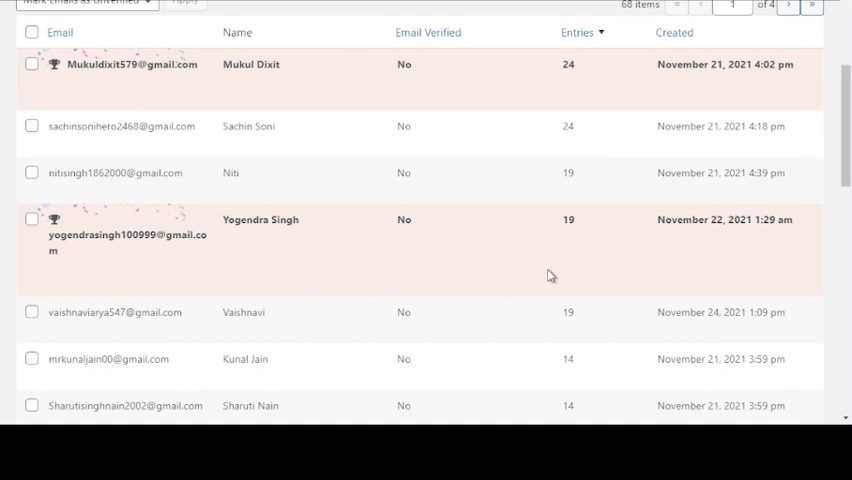 Mark Emails as Unverified Apply 68 items « ‹ 1 of 4 › »
Email Name Email Verified Entries Created
Mukuldixit579@gmail.com Mukul Dixit No 24 November 21, 2021 4:02 pm
sachinsonihero2468@gmail.com Sachin Soni No 24 November 21, 2021 4:18 pm
nitisingh1862000@gmail.com Niti No 19 November 21, 2021 4:39 pm
Yogendra Singh No 19 November 22, 2021 1:29 am
yogendrasingh100999@gmail.co
m
vaishnaviarya547@gmail.com Vaishnavi No 19 November 24, 2021 1:09 pm
mrkunaljain00@gmail.com Kunal Jain No 14 November 21, 2021 3:59 pm
Sharutisinghnain2002@gmail.com Sharuti Nain No 14 November 21, 2021 3:59 pm